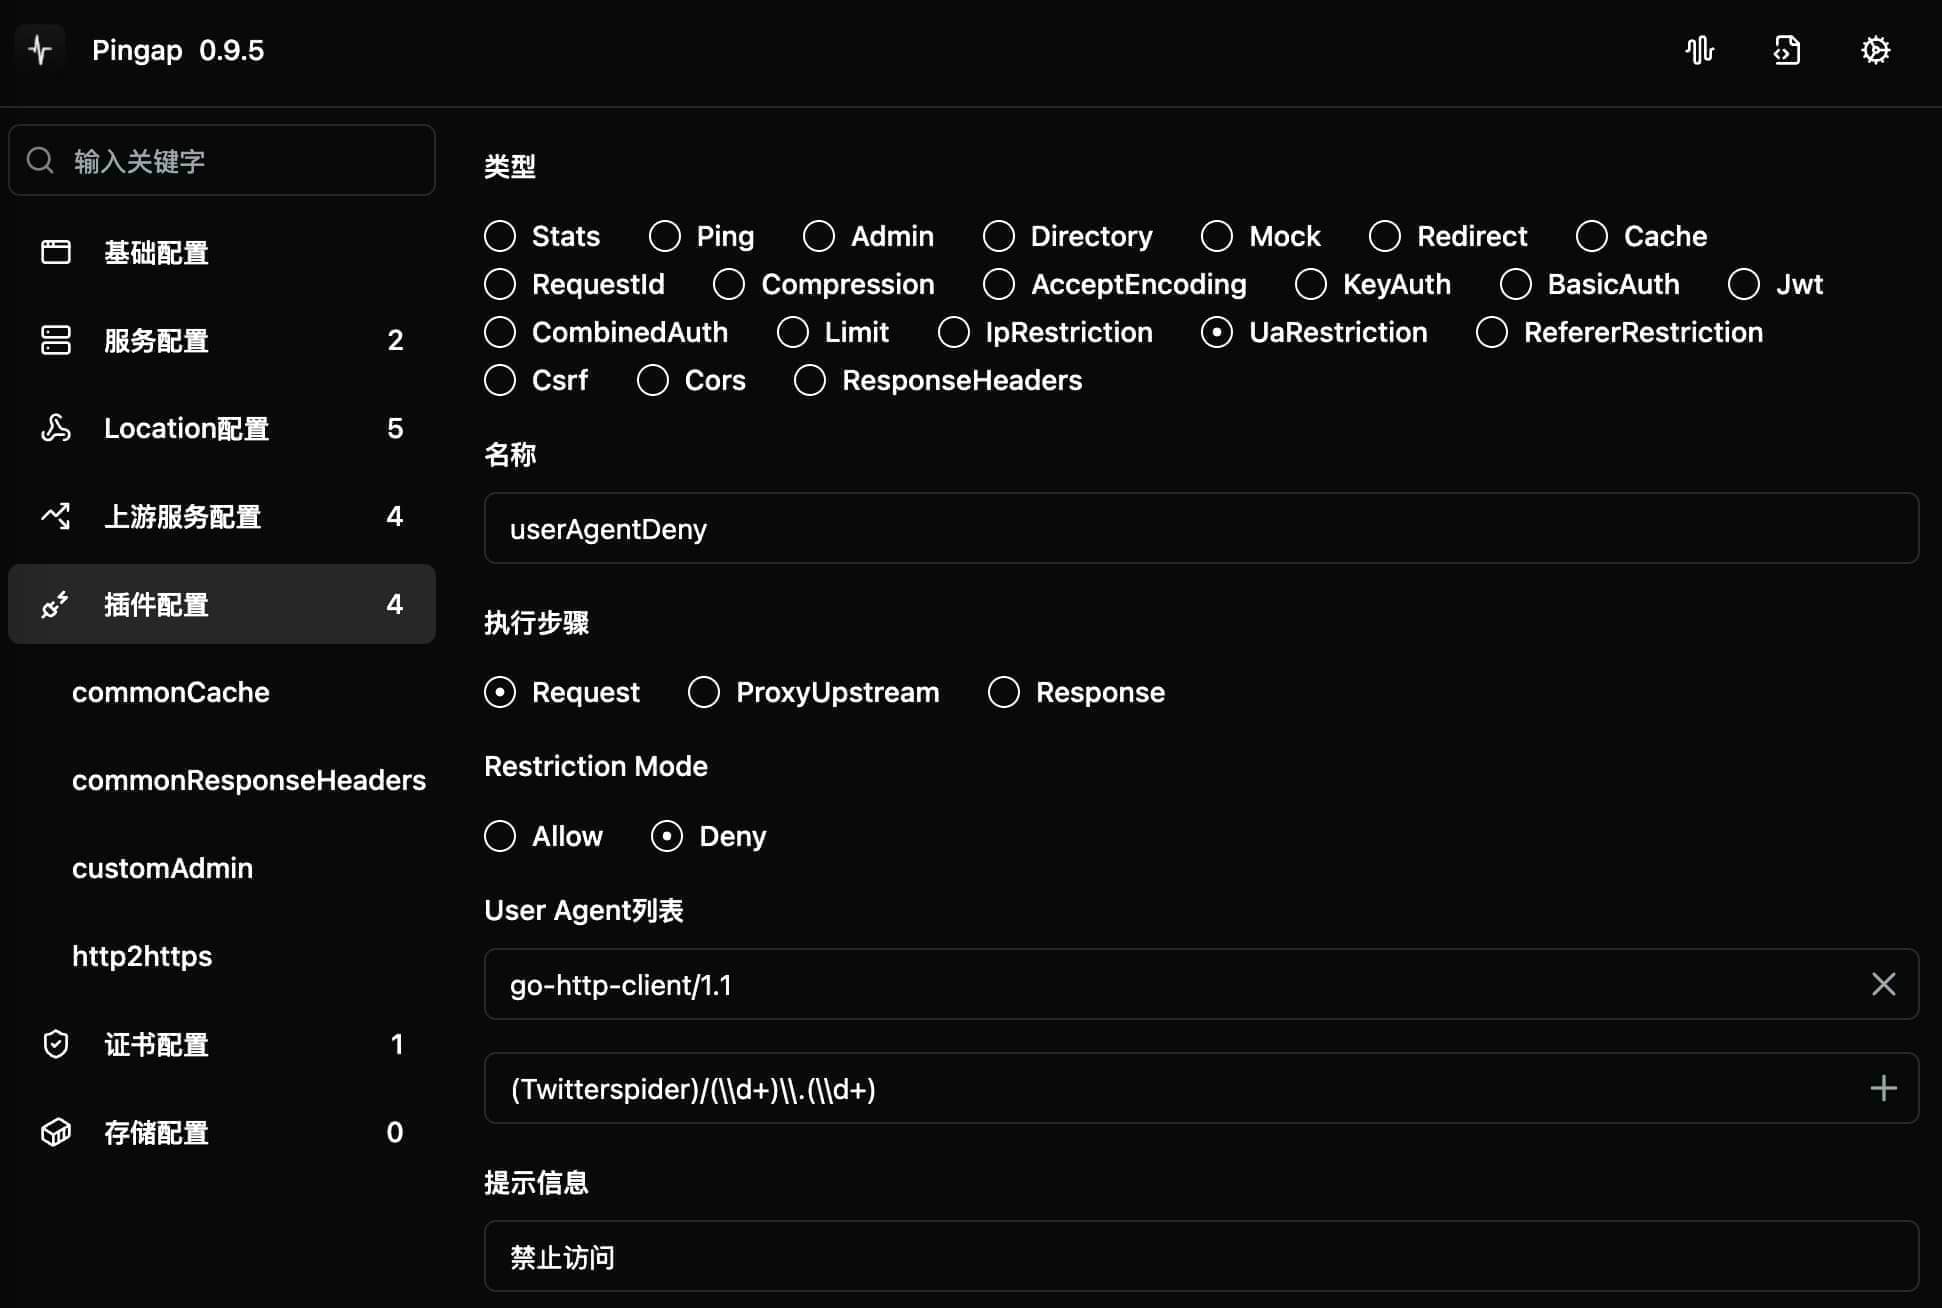 Pingap 0.9.5
输入关键字
基础配置
服务配置 2
Location配置 5
上游服务配置 4
插件配置 4
commonCache
commonResponseHeaders
customAdmin
http2https
证书配置 1
存储配置 0
类型
Stats Ping Admin Directory Mock Redirect Cache
RequestId Compression AcceptEncoding KeyAuth BasicAuth Jwt
CombinedAuth Limit IpRestriction UaRestriction RefererRestriction
Csrf Cors ResponseHeaders
名称
userAgentDeny
执行步骤
Request ProxyUpstream Response
Restriction Mode
Allow Deny
User Agent列表
go-http-client/1.1
(Twitterspider)/(\\d+)\\.(\\d+)
提示信息
禁止访问